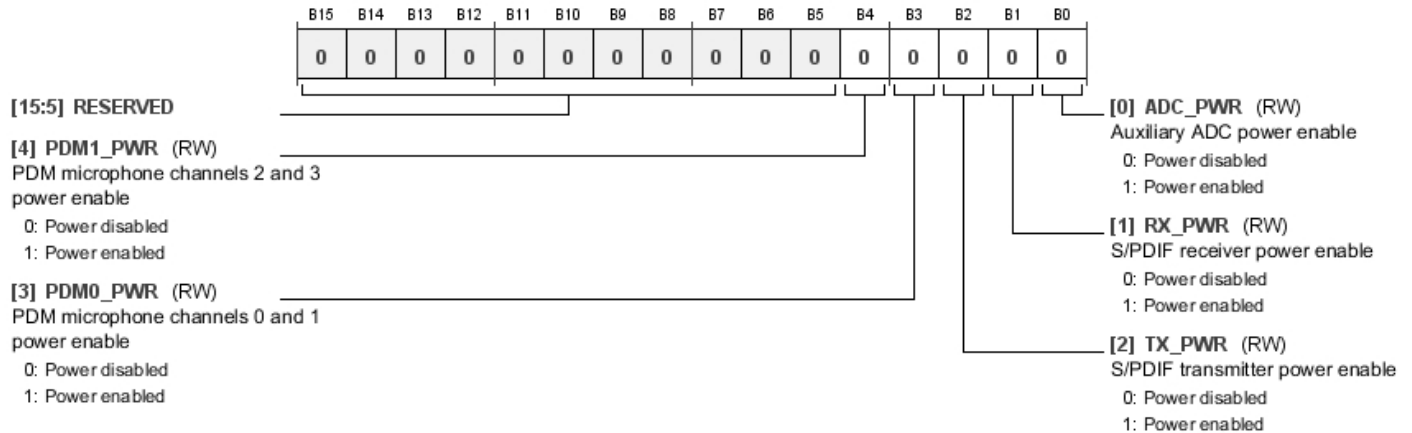 B15 B14 B13 B12 B11 B10 B9 B8 B7 B6 B5 B4 B3 B2 B1 B0
0 0 0 0 0 0 0 0 0 0 0 0 0 0 0 0
[15:5] RESERVED
[4] PDM1_PWR (RW)
PDM microphone channels 2 and 3
power enable
0: Power disabled
1: Power enabled
[3] PDM0_PWR (RW)
PDM microphone channels 0 and 1
power enable
0: Power disabled
1: Power enabled
[0] ADC_PWR (RW)
Auxiliary ADC power enable
0: Power disabled
1: Power enabled
[1] RX_PWR (RW)
S/PDIF receiver power enable
0: Power disabled
1: Power enabled
[2] TX_PWR (RW)
S/PDIF transmitter power enable
0: Power disabled
1: Power enabled